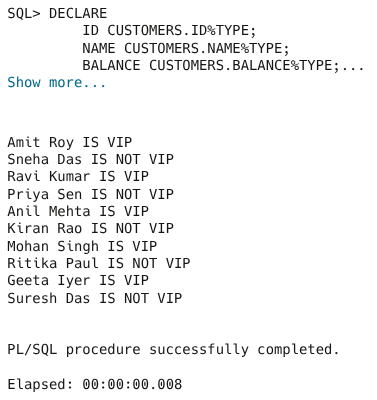 SQL> DECLARE
         ID CUSTOMERS.ID%TYPE;
         NAME CUSTOMERS.NAME%TYPE;
         BALANCE CUSTOMERS.BALANCE%TYPE;...
Show more...
Amit Roy IS VIP
Sneha Das IS NOT VIP
Ravi Kumar IS VIP
Priya Sen IS NOT VIP
Anil Mehta IS VIP
Kiran Rao IS NOT VIP
Mohan Singh IS VIP
Ritika Paul IS NOT VIP
Geeta Iyer IS VIP
Suresh Das IS NOT VIP
PL/SQL procedure successfully completed.
Elapsed: 00:00:00.008